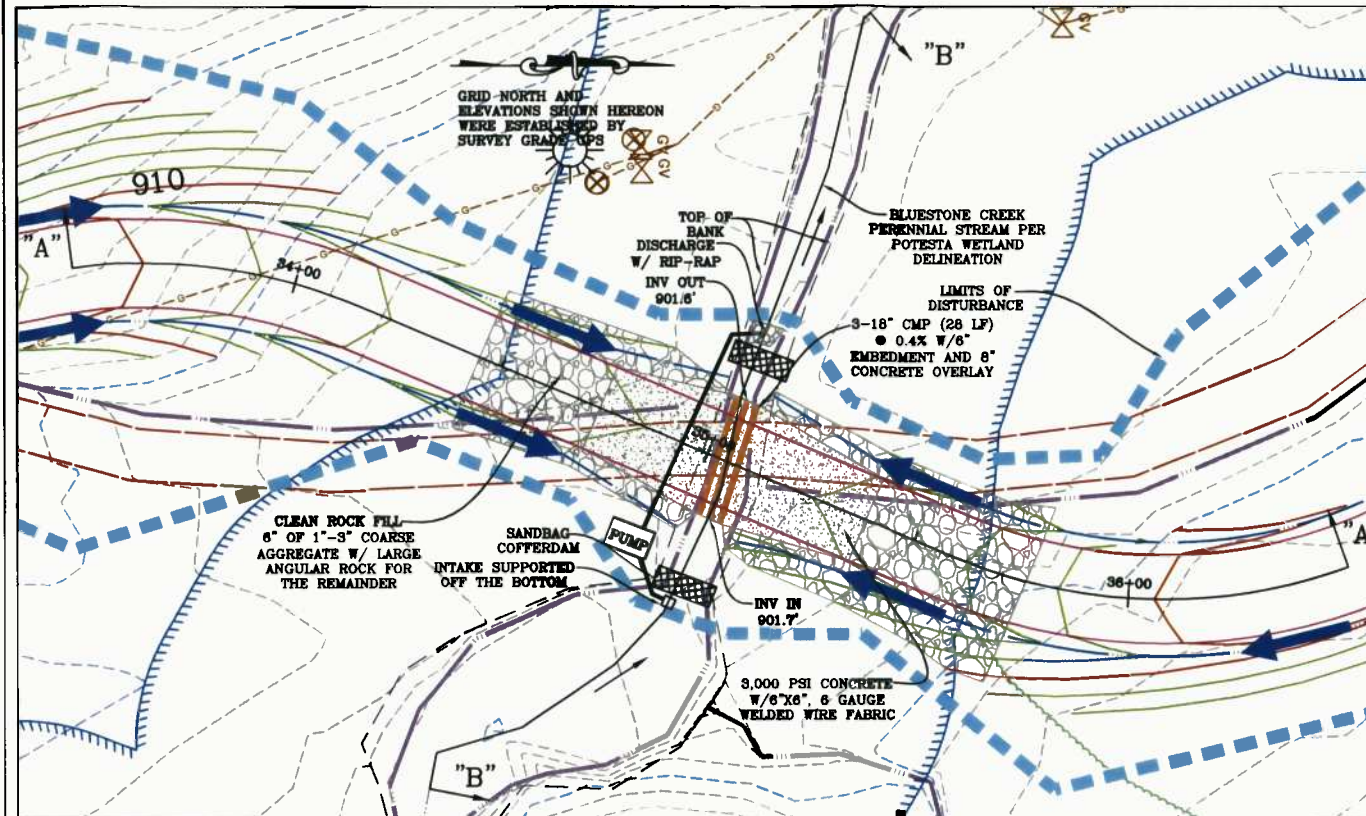 "B"
GV
GRID NORTH AND
ELEVATIONS SHOWN HEREON
WERE ESTABLISHED BY
SURVEY GRADE GPS
GV
GV
910
"A"
34+00
TOP OF
BANK
DISCHARGE
W/ RIP-RAP
INV OUT
901.6'
BLUESTONE CREEK
PERENNIAL STREAM PER
POTESTA WETLAND
DELINEATION
LIMITS OF
DISTURBANCE
3-18" CMP (28 LF)
@ 0.4% W/6"
EMBEDMENT AND 8"
CONCRETE OVERLAY
35+00
CLEAN ROCK FILL
6" OF 1"-3" COARSE
AGGREGATE W/ LARGE
ANGULAR ROCK FOR
THE REMAINDER
SANDBAG
COFFERDAM
PUMP
INTAKE SUPPORTED
OFF THE BOTTOM
INV IN
901.7'
36+00
"A
3,000 PSI CONCRETE
W/6"X6", 6 GAUGE
WELDED WIRE FABRIC
"B"
G
G
G
G
G
G